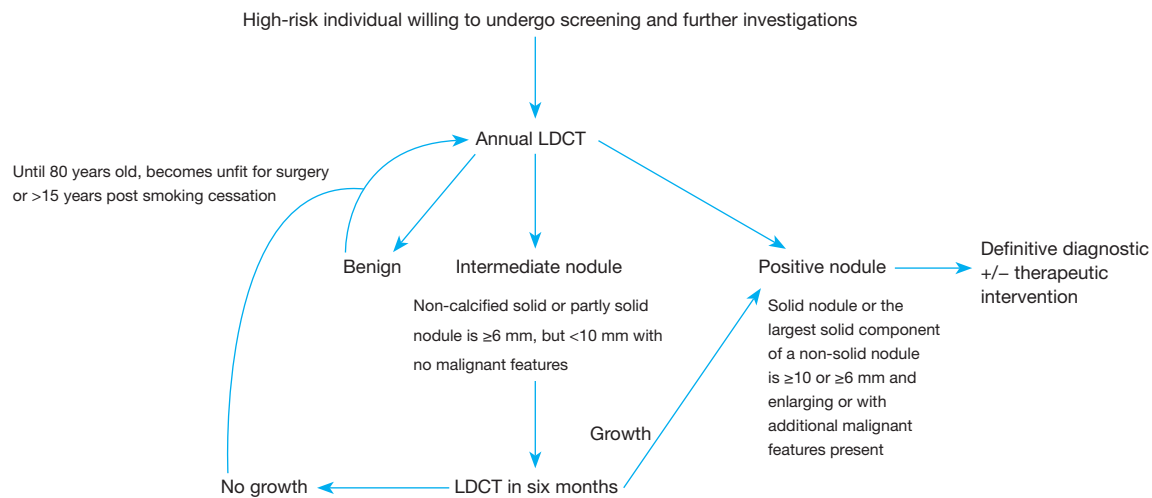 High-risk individual willing to undergo screening and further investigations
Annual LDCT
Until 80 years old, becomes unfit for surgery
or >15 years post smoking cessation
Benign
Intermediate nodule
Non-calcified solid or partly solid
nodule is ≥6 mm, but <10 mm with
no malignant features
Positive nodule
Solid nodule or the
largest solid component
of a non-solid nodule
is ≥10 or ≥6 mm and
enlarging or with
additional malignant
features present
Definitive diagnostic
+/− therapeutic
intervention
Growth
No growth
LDCT in six months